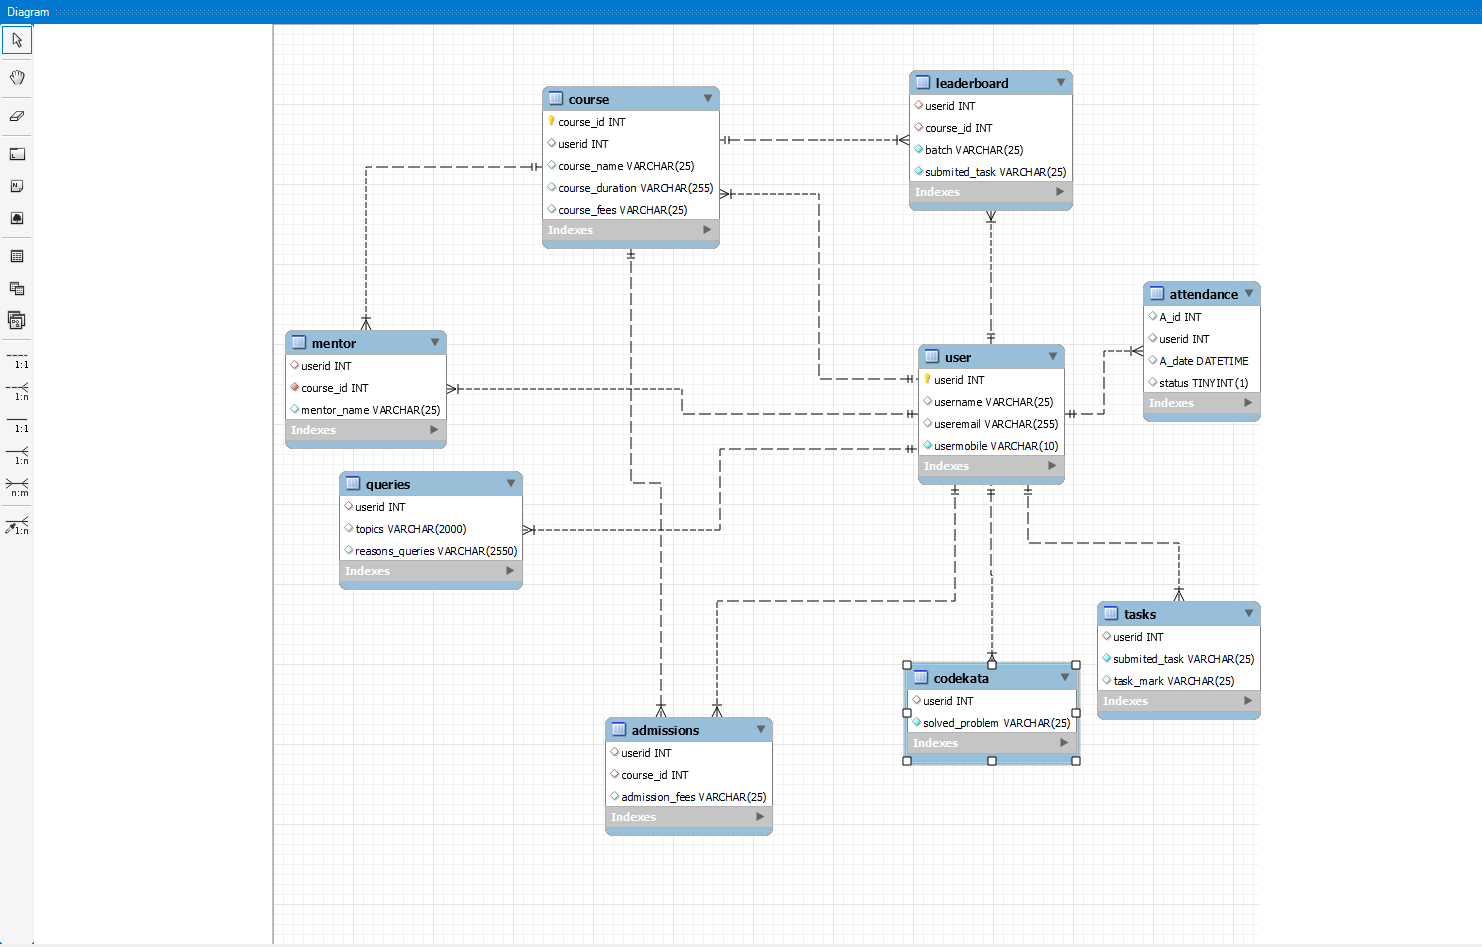 Diagram
1:1
1:n
1:1
1:n
n:m
1:n
course
course_id INT
userid INT
course_name VARCHAR(25)
course_duration VARCHAR(255)
course_fees VARCHAR(25)
Indexes
leaderboard
userid INT
course_id INT
batch VARCHAR(25)
submited_task VARCHAR(25)
Indexes
attendance
A_id INT
userid INT
A_date DATETIME
status TINYINT(1)
Indexes
mentor
userid INT
course_id INT
mentor_name VARCHAR(25)
Indexes
user
userid INT
username VARCHAR(25)
useremail VARCHAR(255)
usermobile VARCHAR(10)
Indexes
queries
userid INT
topics VARCHAR(2000)
reasons_queries VARCHAR(2550)
Indexes
tasks
userid INT
submited_task VARCHAR(25)
task_mark VARCHAR(25)
Indexes
codekata
userid INT
solved_problem VARCHAR(25)
Indexes
admissions
userid INT
course_id INT
admission_fees VARCHAR(25)
Indexes